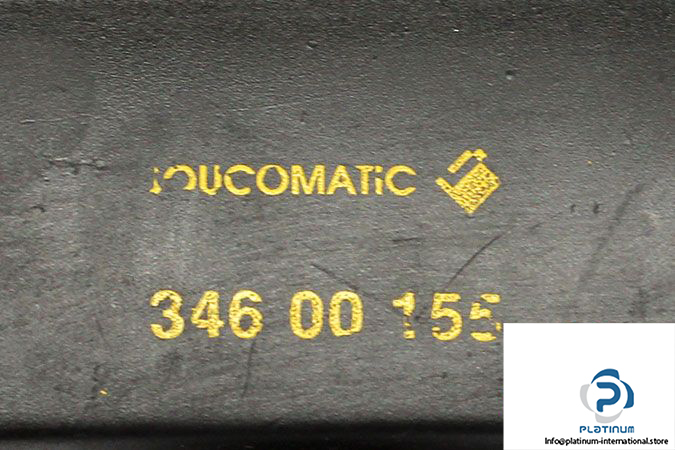 JOUCOMATIC
346 00 155
PLATINUM
Info@platinum-international.store